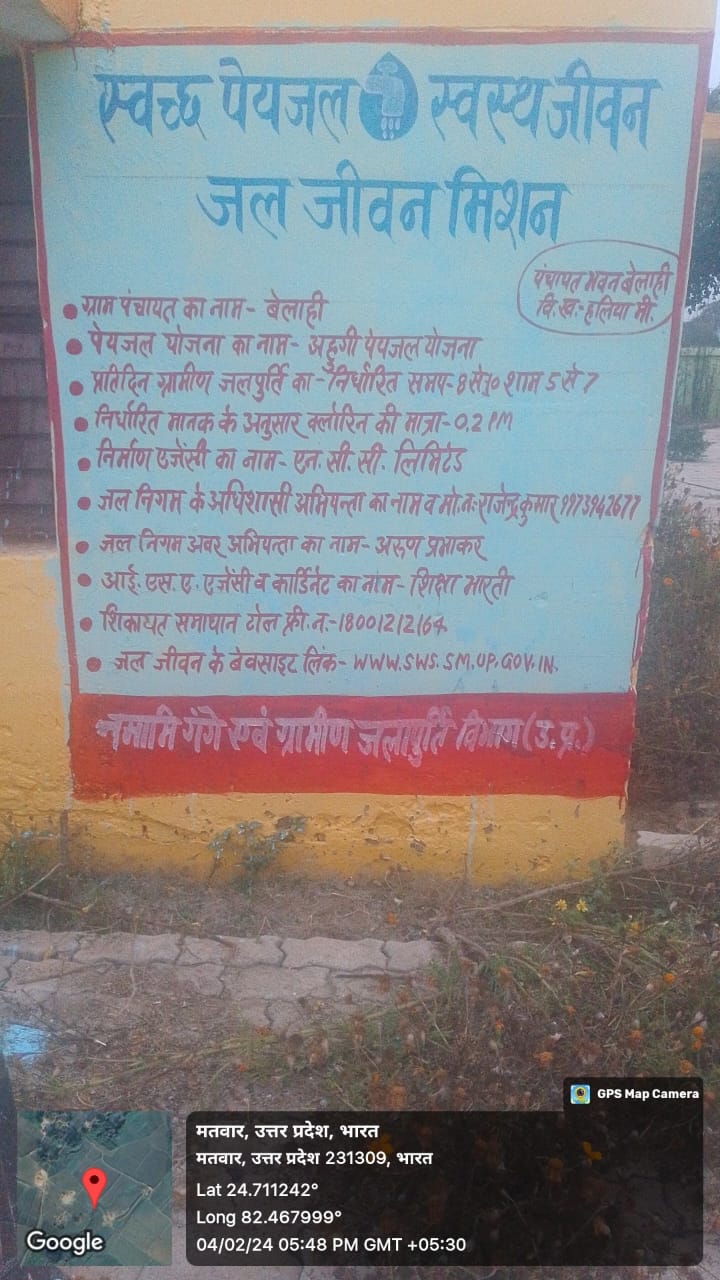 स्वच्छ पेयजल स्वस्थ जीवन
जल जीवन मिशन
पंचायत भवन बेलाही
वि.ख.-हलिया मी.
ग्राम पंचायत का नाम- बेलाही
पेयजल योजना का नाम- अहुगी पेयजल योजना
प्रतिदिन ग्रामीण जलपुर्ति का-निर्धारित समय-8 से 10 शाम 5 से 7
निर्धारित मानक के अनुसार क्लोरिन की मात्रा-0.2 PM
निर्माण एजेंसी का नाम- एन.सी.सी. लिमिटेड
जल निगम के अधिशासी अभियन्ता का नाम व मो.न.-राजेन्द्र कुमार
जल निगम अवर अभियन्ता का नाम- अरुण प्रभाकर
आई. एस. ए. एजेंसी व कार्डिनेट का नाम- शिक्षा भारती
शिकायत समाधान टोल फ्री.न.-18001212164
जल जीवन के बेवसाइट लिंक- WWW.SWS.SM.UP.GOV.IN.
नमामि गंगे एवं ग्रामीण जलापुर्ति विभाग (उ.प्र.)
GPS Map Camera
मतवार, उत्तर प्रदेश, भारत
मतवार, उत्तर प्रदेश 231309, भारत
Lat 24.711242°
Long 82.467999°
04/02/24 05:48 PM GMT +05:30
Google